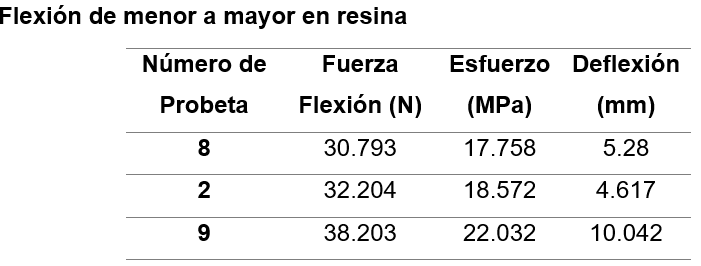 Flexión de menor a mayor en resina
Número de Probeta Fuerza Flexión (N) Esfuerzo (MPa) Deflexión (mm)
8 30.793 17.758 5.28
2 32.204 18.572 4.617
9 38.203 22.032 10.042